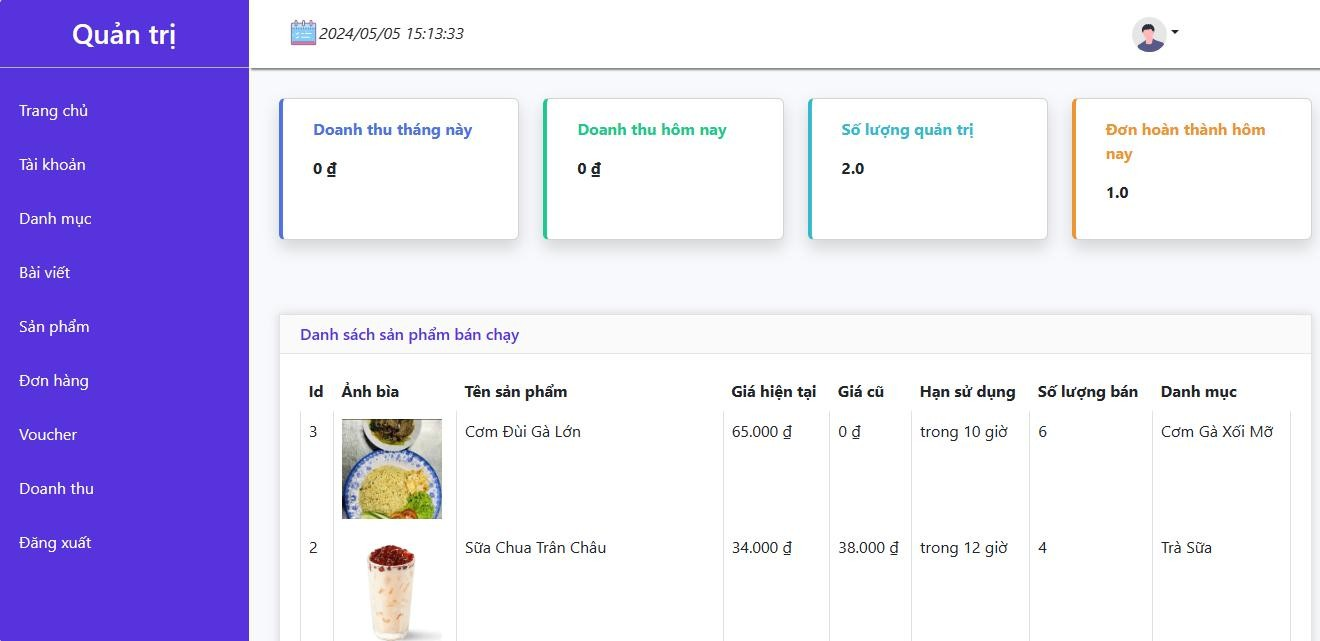 Quản trị
2024/05/05 15:13:33
Trang chủ
Tài khoản
Danh mục
Bài viết
Sản phẩm
Đơn hàng
Voucher
Doanh thu
Đăng xuất
Doanh thu tháng này
0 ₫
Doanh thu hôm nay
0 ₫
Số lượng quản trị
2.0
Đơn hoàn thành hôm
nay
1.0
Danh sách sản phẩm bán chạy
Id Ảnh bìa Tên sản phẩm Giá hiện tại Giá cũ Hạn sử dụng Số lượng bán Danh mục
3 Cơm Đùi Gà Lớn 65.000 ₫ 0 ₫ trong 10 giờ 6 Cơm Gà Xối Mỡ
2 Sữa Chua Trân Châu 34.000 ₫ 38.000 ₫ trong 12 giờ 4 Trà Sữa